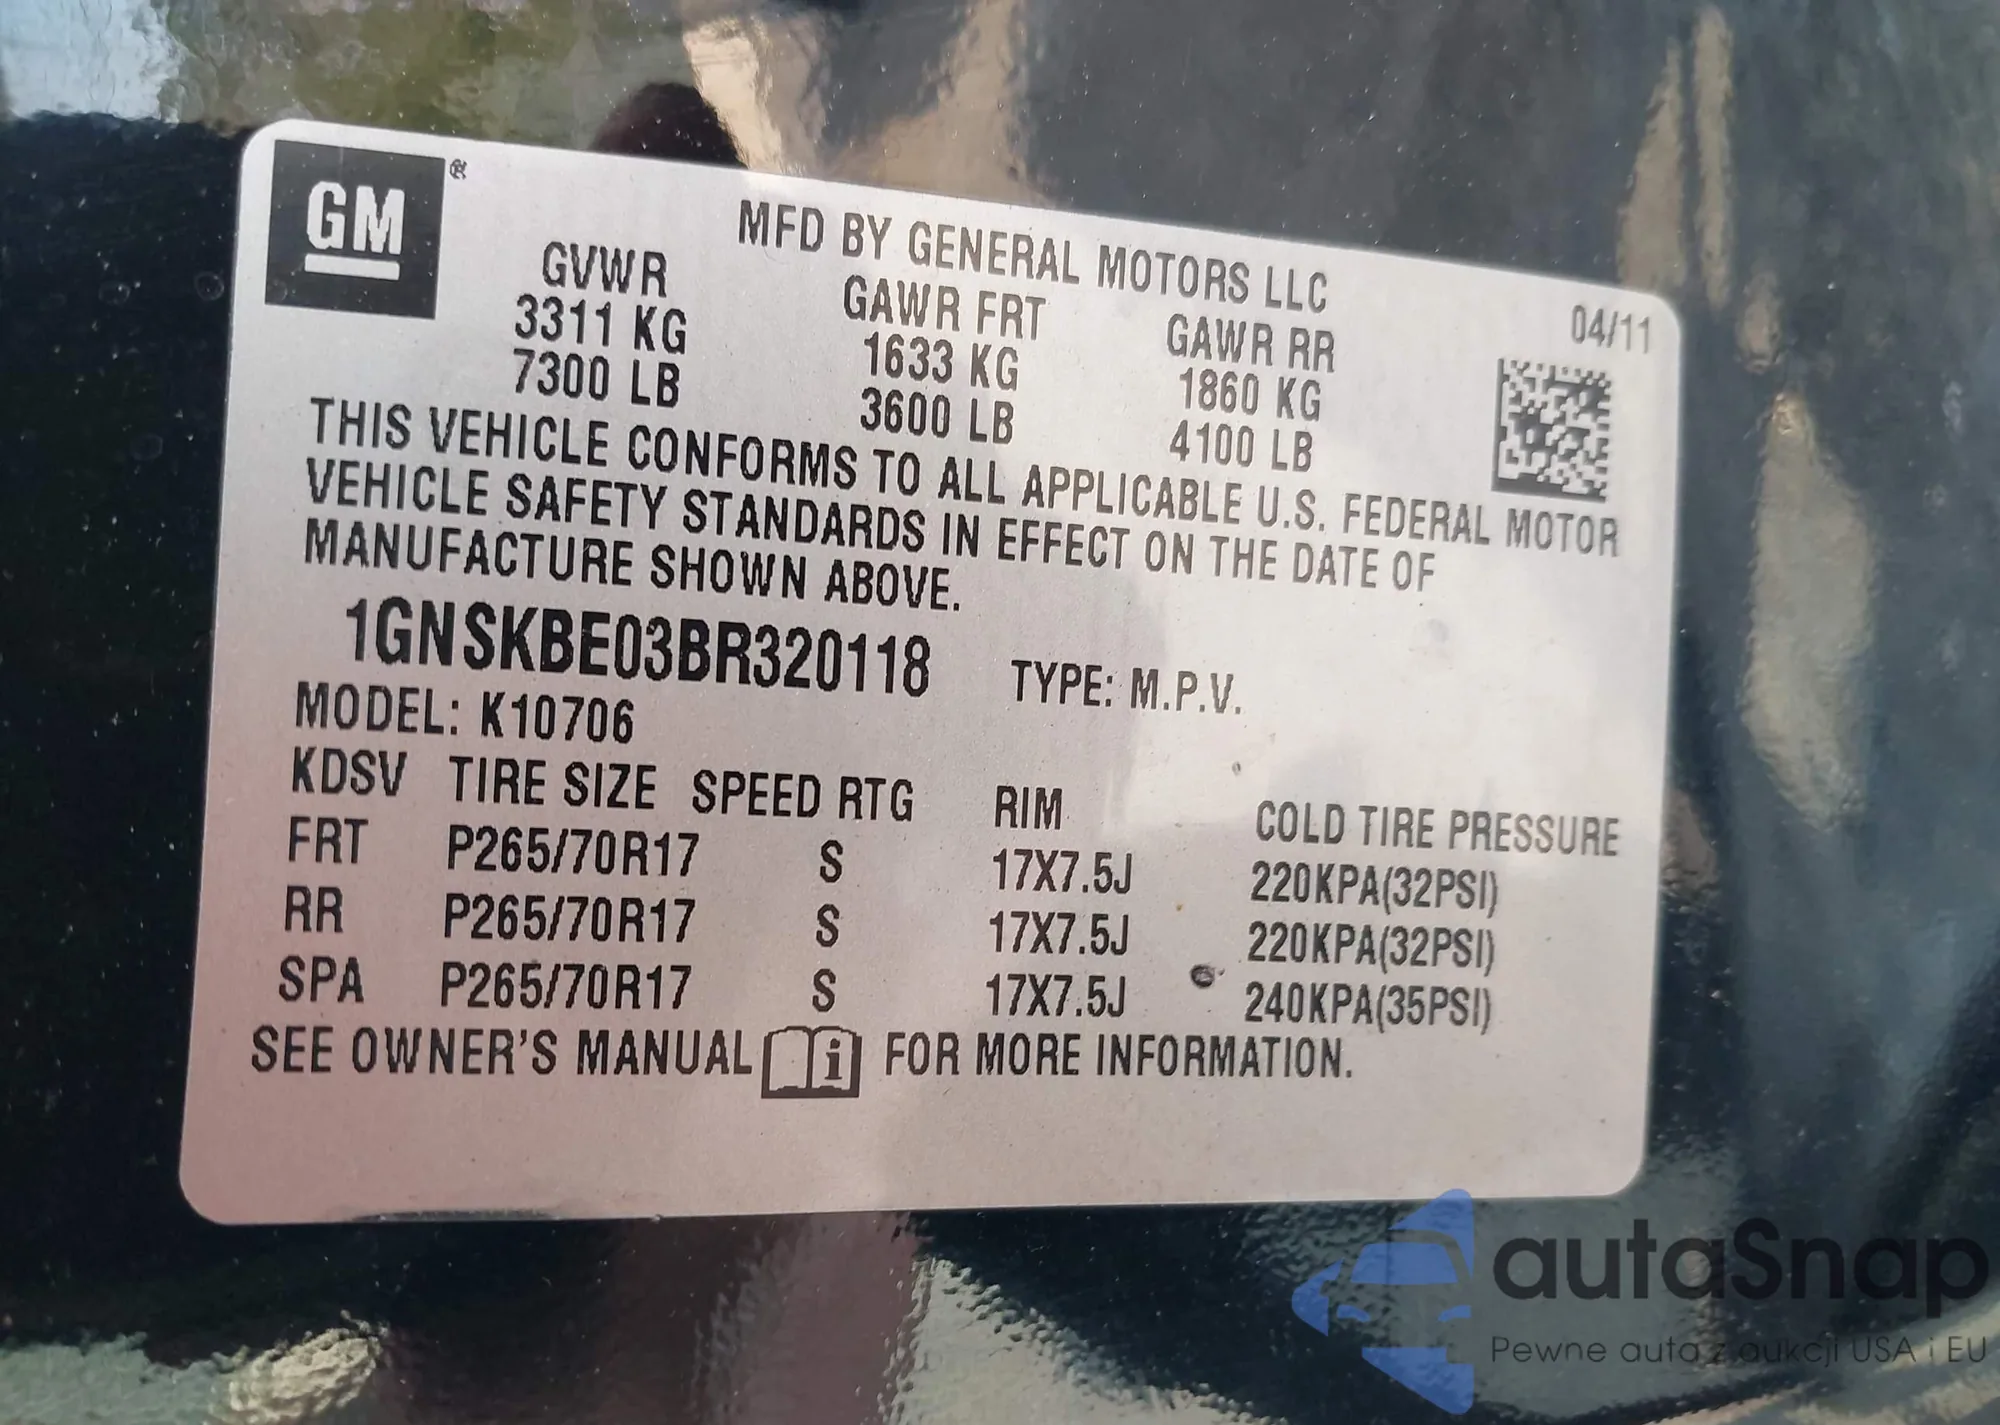 GM®
MFD BY GENERAL MOTORS LLC
04/11
GVWR GAWR FRT GAWR RR
3311 KG 1633 KG 1860 KG
7300 LB 3600 LB 4100 LB
THIS VEHICLE CONFORMS TO ALL APPLICABLE U.S. FEDERAL MOTOR
VEHICLE SAFETY STANDARDS IN EFFECT ON THE DATE OF
MANUFACTURE SHOWN ABOVE.
1GNSKBE03BR320118 TYPE: M.P.V.
MODEL: K10706
KDSV TIRE SIZE SPEED RTG RIM COLD TIRE PRESSURE
FRT P265/70R17 S 17X7.5J 220KPA(32PSI)
RR P265/70R17 S 17X7.5J 220KPA(32PSI)
SPA P265/70R17 S 17X7.5J 240KPA(35PSI)
SEE OWNER'S MANUAL i FOR MORE INFORMATION.
autaSnap
Pewne auta z aukcji USA i EU